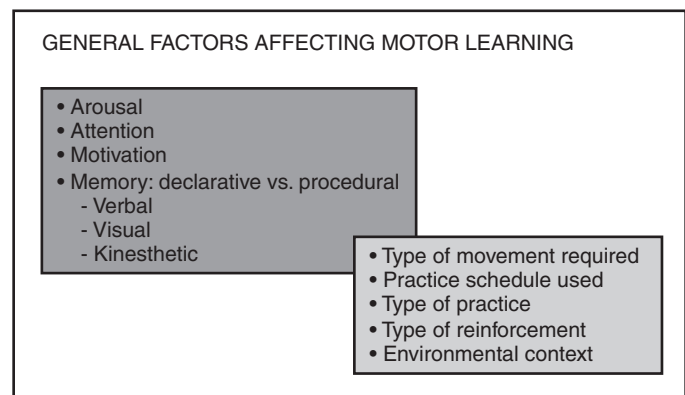 GENERAL FACTORS AFFECTING MOTOR LEARNING
• Arousal
• Attention
• Motivation
• Memory: declarative vs. procedural
- Verbal
- Visual
- Kinesthetic
• Type of movement required
• Practice schedule used
• Type of practice
• Type of reinforcement
• Environmental context